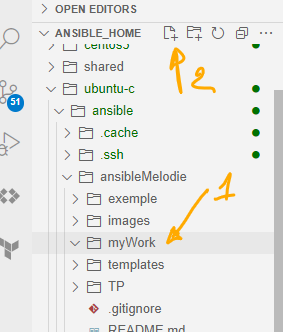 OPEN EDITORS
ANSIBLE_HOME
centos5
shared
ubuntu-c
51
ansible
.cache
.ssh
ansibleMelodie
exemple
images
myWork
templates
TP
.gitignore
README.md
2
1